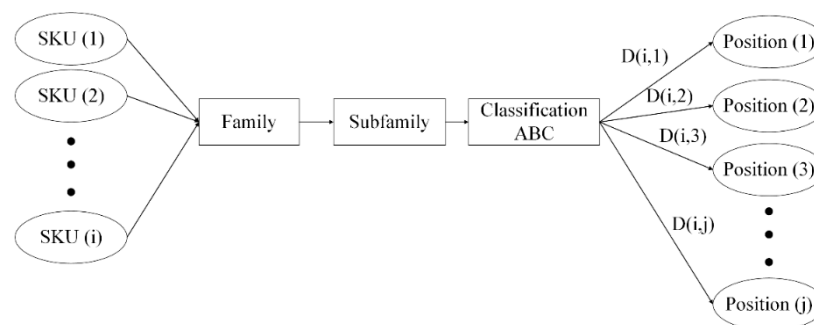 SKU (1)
SKU (2)
SKU (i)
Family
Subfamily
Classification
ABC
D(i,1)
D(i,2)
D(i,3)
D(i,j)
Position (1)
Position (2)
Position (3)
Position (j)